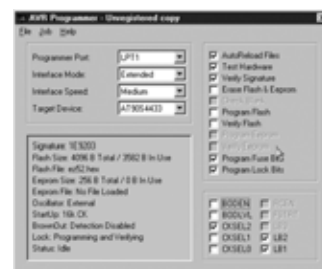 AVR Programmer - Unregistered copy
File Job Help
Programmer Port: LPT1
Interface Mode: Extended
Interface Speed: Medium
Target Device: AT90S4433
AutoReload Files
Test Hardware
Verify Signature
Erase Flash & Eeprom
Program Flash
Verify Flash
Program Eeprom
Verify Eeprom
Program Fuse Bits
Program Lock Bits
Signature: 1E9203
Flash Size: 4096 B Total / 3582 B In Use
Flash File: ez52.hex
Eeprom Size: 256 B Total / 0 B In Use
Eeprom File: No File Loaded
Oscillator: External
StartUp: 16k CK
BrownOut: Detection Disabled
Lock: Programming and Verifying
Status: Idle
BODEN
BODLVL
CKSEL2
CKSEL1 LB2
CKSEL0 LB1